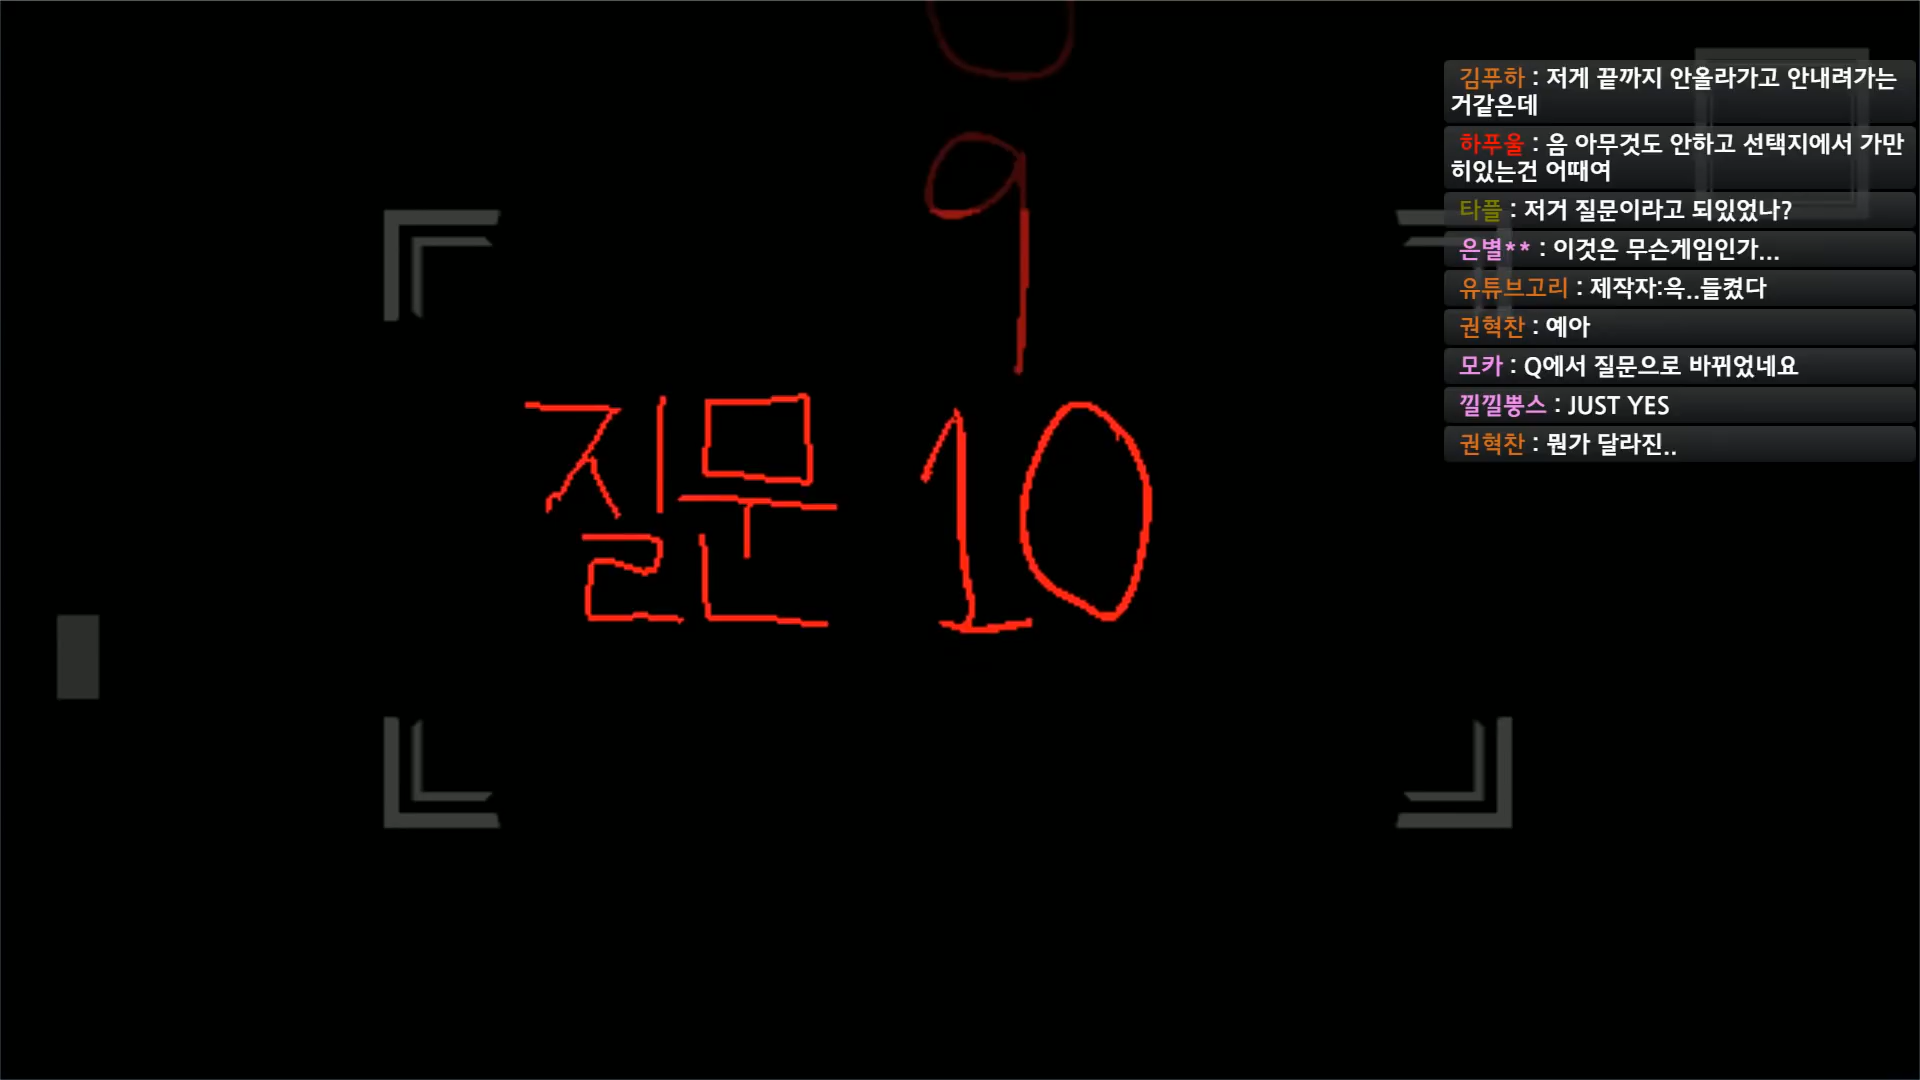 9
질문 10
김푸하 : 저게 끝까지 안올라가고 안내려가는
거같은데
하푸울 : 음 아무것도 안하고 선택지에서 가만
히있는건 어때여
타플 : 저거 질문이라고 되있었나?
은별** : 이것은 무슨게임인가...
유튜브고리 : 제작자:윽..들켰다
권혁찬 : 예아
모카 : Q에서 질문으로 바뀌었네요
낄낄뿡스 : JUST YES
권혁찬 : 뭔가 달라진..